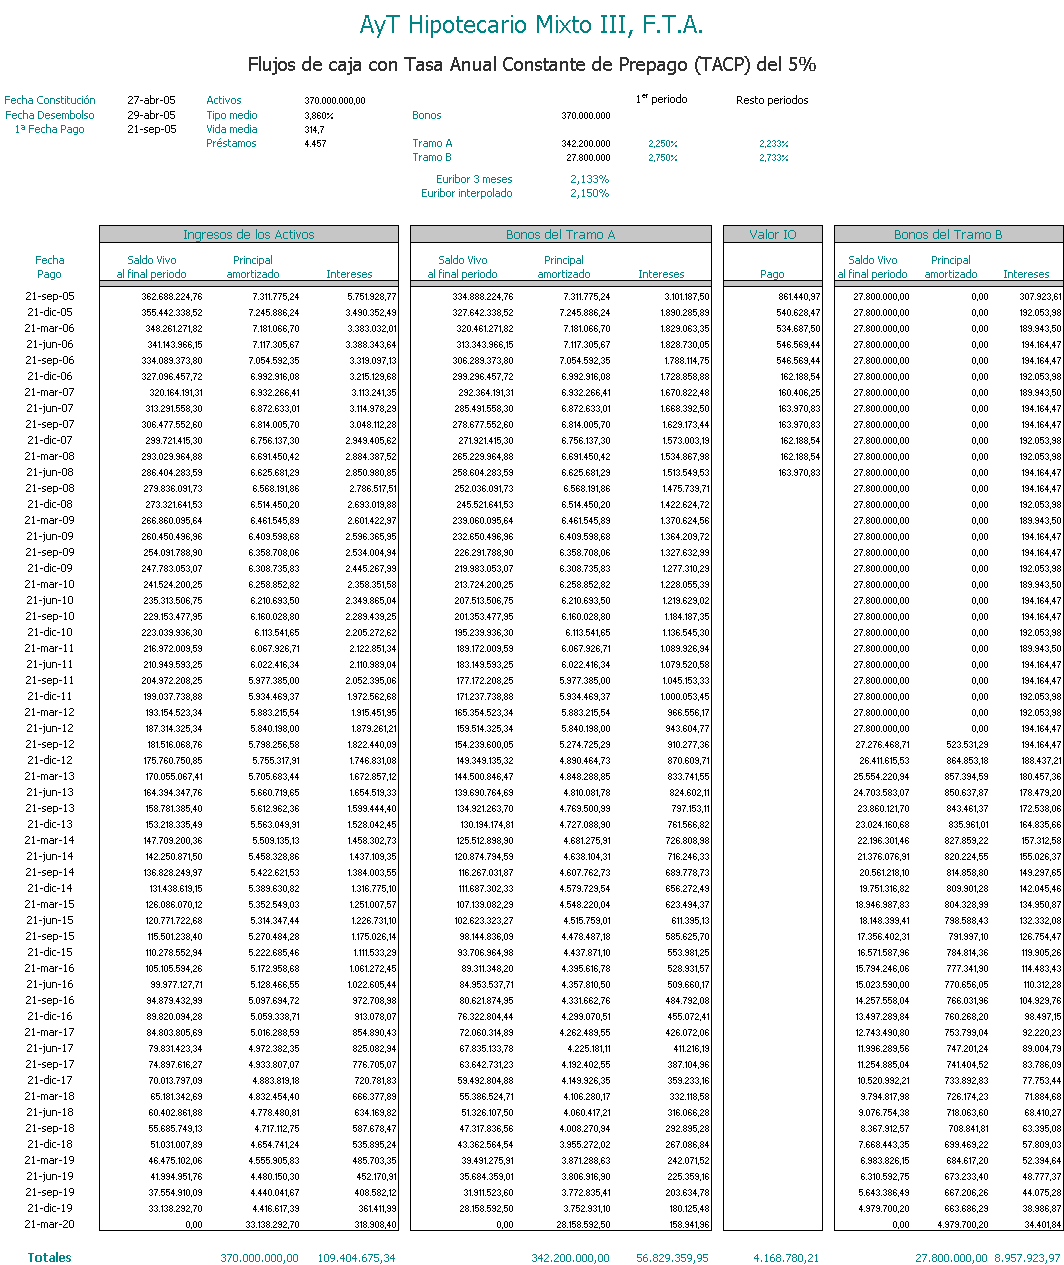 AyT Hipotecario Mixto III, F.T.A.
Flujos de caja con Tasa Anual Constante de Prepago (TACP) del 5%
1er periodo Resto periodos
Fecha Constitución 27-abr-05 Activos 370.000.000,00
Fecha Desembolso 29-abr-05 Tipo medio 3,860% Bonos 370.000.000
1ª Fecha Pago 21-sep-05 Vida media 314,7
Préstamos 4.457 Tramo A 342.200.000 2,250% 2,233%
Tramo B 27.800.000 2,750% 2,733%
Euribor 3 meses 2,133%
Euribor interpolado 2,150%
Ingresos de los Activos Bonos del Tramo A Valor IO Bonos del Tramo B
Fecha Saldo Vivo Principal Saldo Vivo Principal Saldo Vivo Principal
Pago al final periodo amortizado Intereses al final periodo amortizado Intereses Pago al final periodo amortizado Intereses
21-sep-05 362.688.224,76 7.311.775,24 5.751.928,77 334.888.224,76 7.311.775,24 3.101.187,50 861.440,97 27.800.000,00 0,00 307.923,61
21-dic-05 355.442.338,52 7.245.886,24 3.490.352,49 327.642.338,52 7.245.886,24 1.890.285,89 540.628,47 27.800.000,00 0,00 192.053,98
21-mar-06 348.261.271,82 7.181.066,70 3.383.032,01 320.461.271,82 7.181.066,70 1.829.063,35 534.687,50 27.800.000,00 0,00 189.943,50
21-jun-06 341.143.966,15 7.117.305,67 3.388.343,64 313.343.966,15 7.117.305,67 1.828.730,05 546.569,44 27.800.000,00 0,00 194.164,47
21-sep-06 334.089.373,80 7.054.592,35 3.319.097,13 306.289.373,80 7.054.592,35 1.788.114,75 546.569,44 27.800.000,00 0,00 194.164,47
21-dic-06 327.096.457,72 6.992.916,08 3.215.129,68 299.296.457,72 6.992.916,08 1.728.858,88 162.188,54 27.800.000,00 0,00 192.053,98
21-mar-07 320.164.191,31 6.932.266,41 3.113.241,35 292.364.191,31 6.932.266,41 1.670.822,48 160.406,25 27.800.000,00 0,00 189.943,50
21-jun-07 313.291.558,30 6.872.633,01 3.114.978,29 285.491.558,30 6.872.633,01 1.668.392,50 163.970,83 27.800.000,00 0,00 194.164,47
21-sep-07 306.477.552,60 6.814.005,70 3.048.112,28 278.677.552,60 6.814.005,70 1.629.173,44 163.970,83 27.800.000,00 0,00 194.164,47
21-dic-07 299.721.415,30 6.756.137,30 2.949.405,62 271.921.415,30 6.756.137,30 1.573.003,19 162.188,54 27.800.000,00 0,00 192.053,98
21-mar-08 293.029.964,88 6.691.450,42 2.884.387,52 265.229.964,88 6.691.450,42 1.534.867,98 162.188,54 27.800.000,00 0,00 192.053,98
21-jun-08 286.404.283,59 6.625.681,29 2.850.980,85 258.604.283,59 6.625.681,29 1.513.549,53 163.970,83 27.800.000,00 0,00 194.164,47
21-sep-08 279.836.091,73 6.568.191,86 2.786.517,51 252.036.091,73 6.568.191,86 1.475.739,71 27.800.000,00 0,00 194.164,47
21-dic-08 273.321.641,53 6.514.450,20 2.693.019,88 245.521.641,53 6.514.450,20 1.422.624,72 27.800.000,00 0,00 192.053,98
21-mar-09 266.860.095,64 6.461.545,89 2.601.422,97 239.060.095,64 6.461.545,89 1.370.624,56 27.800.000,00 0,00 189.943,50
21-jun-09 260.450.496,96 6.409.598,68 2.596.365,95 232.650.496,96 6.409.598,68 1.364.209,72 27.800.000,00 0,00 194.164,47
21-sep-09 254.091.788,90 6.358.708,06 2.534.004,94 226.291.788,90 6.358.708,06 1.327.632,99 27.800.000,00 0,00 194.164,47
21-dic-09 247.783.053,07 6.308.735,83 2.445.267,99 219.983.053,07 6.308.735,83 1.277.310,29 27.800.000,00 0,00 192.053,98
21-mar-10 241.524.200,25 6.258.852,82 2.358.351,58 213.724.200,25 6.258.852,82 1.228.055,39 27.800.000,00 0,00 189.943,50
21-jun-10 235.313.506,75 6.210.693,50 2.349.865,04 207.513.506,75 6.210.693,50 1.219.629,02 27.800.000,00 0,00 194.164,47
21-sep-10 229.153.477,95 6.160.028,80 2.289.439,25 201.353.477,95 6.160.028,80 1.184.187,35 27.800.000,00 0,00 194.164,47
21-dic-10 223.039.936,30 6.113.541,65 2.205.272,62 195.239.936,30 6.113.541,65 1.136.545,30 27.800.000,00 0,00 192.053,98
21-mar-11 216.972.009,59 6.067.926,71 2.122.851,34 189.172.009,59 6.067.926,71 1.089.926,94 27.800.000,00 0,00 189.943,50
21-jun-11 210.949.593,25 6.022.416,34 2.110.989,04 183.149.593,25 6.022.416,34 1.079.520,58 27.800.000,00 0,00 194.164,47
21-sep-11 204.972.208,25 5.977.385,00 2.052.395,06 177.172.208,25 5.977.385,00 1.045.153,33 27.800.000,00 0,00 194.164,47
21-dic-11 199.037.738,88 5.934.469,37 1.972.562,68 171.237.738,88 5.934.469,37 1.000.053,45 27.800.000,00 0,00 192.053,98
21-mar-12 193.154.523,34 5.883.215,54 1.915.451,95 165.354.523,34 5.883.215,54 966.556,17 27.800.000,00 0,00 192.053,98
21-jun-12 187.314.325,34 5.840.198,00 1.879.261,21 159.514.325,34 5.840.198,00 943.604,77 27.800.000,00 0,00 194.164,47
21-sep-12 181.516.068,76 5.798.256,58 1.822.440,09 154.239.600,05 5.274.725,29 910.277,36 27.276.468,71 523.531,29 194.164,47
21-dic-12 175.760.750,85 5.755.317,91 1.746.831,08 149.349.135,32 4.890.464,73 870.609,71 26.411.615,53 864.853,18 188.437,21
21-mar-13 170.055.067,41 5.705.683,44 1.672.857,12 144.500.846,47 4.848.288,85 833.741,55 25.554.220,94 857.394,59 180.457,36
21-jun-13 164.394.347,76 5.660.719,65 1.654.519,33 139.690.764,69 4.810.081,78 824.602,11 24.703.583,07 850.637,87 178.479,20
21-sep-13 158.781.385,40 5.612.962,36 1.599.444,40 134.921.263,70 4.769.500,99 797.153,11 23.860.121,70 843.461,37 172.538,06
21-dic-13 153.218.335,49 5.563.049,91 1.528.042,45 130.194.174,81 4.727.088,90 761.566,82 23.024.160,68 835.961,01 164.835,66
21-mar-14 147.709.200,36 5.509.135,13 1.458.302,73 125.512.898,90 4.681.275,91 726.808,98 22.196.301,46 827.859,22 157.312,58
21-jun-14 142.250.871,50 5.458.328,86 1.437.109,35 120.874.794,59 4.638.104,31 716.246,33 21.376.076,91 820.224,55 155.026,37
21-sep-14 136.828.249,97 5.422.621,53 1.384.003,55 116.267.031,87 4.607.762,73 689.778,73 20.561.218,10 814.858,80 149.297,65
21-dic-14 131.438.619,15 5.389.630,82 1.316.775,10 111.687.302,33 4.579.729,54 656.272,49 19.751.316,82 809.901,28 142.045,46
21-mar-15 126.086.070,12 5.352.549,03 1.251.007,57 107.139.082,29 4.548.220,04 623.494,37 18.946.987,83 804.328,99 134.950,87
21-jun-15 120.771.722,68 5.314.347,44 1.226.731,10 102.623.323,27 4.515.759,01 611.395,13 18.148.399,41 798.588,43 132.332,08
21-sep-15 115.501.238,40 5.270.484,28 1.175.026,14 98.144.836,09 4.478.487,18 585.625,70 17.356.402,31 791.997,10 126.754,47
21-dic-15 110.278.552,94 5.222.685,46 1.111.533,29 93.706.964,98 4.437.871,10 553.981,25 16.571.587,96 784.814,36 119.905,26
21-mar-16 105.105.594,26 5.172.958,68 1.061.272,45 89.311.348,20 4.395.616,78 528.931,57 15.794.246,06 777.341,90 114.483,43
21-jun-16 99.977.127,71 5.128.466,55 1.022.605,44 84.953.537,71 4.357.810,50 509.660,17 15.023.590,00 770.656,05 110.312,28
21-sep-16 94.879.432,99 5.097.694,72 972.708,98 80.621.874,95 4.331.662,76 484.792,08 14.257.558,04 766.031,96 104.929,76
21-dic-16 89.820.094,28 5.059.338,71 913.078,07 76.322.804,44 4.299.070,51 455.072,41 13.497.289,84 760.268,20 98.497,15
21-mar-17 84.803.805,69 5.016.288,59 854.890,43 72.060.314,89 4.262.489,55 426.072,06 12.743.490,80 753.799,04 92.220,23
21-jun-17 79.831.423,34 4.972.382,35 825.082,94 67.835.133,78 4.225.181,11 411.216,19 11.996.289,56 747.201,24 89.004,79
21-sep-17 74.897.616,27 4.933.807,07 776.705,07 63.642.731,23 4.192.402,55 387.104,96 11.254.885,04 741.404,52 83.786,09
21-dic-17 70.013.797,09 4.883.819,18 720.781,83 59.492.804,88 4.149.926,35 359.233,16 10.520.992,21 733.892,83 77.753,44
21-mar-18 65.181.342,69 4.832.454,40 666.377,89 55.386.524,71 4.106.280,17 332.118,58 9.794.817,98 726.174,23 71.884,68
21-jun-18 60.402.861,88 4.778.480,81 634.169,82 51.326.107,50 4.060.417,21 316.066,28 9.076.754,38 718.063,60 68.410,27
21-sep-18 55.685.749,13 4.717.112,75 587.678,47 47.317.836,56 4.008.270,94 292.895,28 8.367.912,57 708.841,81 63.395,08
21-dic-18 51.031.007,89 4.654.741,24 535.895,24 43.362.564,54 3.955.272,02 267.086,84 7.668.443,35 699.469,22 57.809,03
21-mar-19 46.475.102,06 4.555.905,83 485.703,35 39.491.275,91 3.871.288,63 242.071,52 6.983.826,15 684.617,20 52.394,64
21-jun-19 41.994.951,76 4.480.150,30 452.170,91 35.684.359,01 3.806.916,90 225.359,16 6.310.592,75 673.233,40 48.777,37
21-sep-19 37.554.910,09 4.440.041,67 408.582,12 31.911.523,60 3.772.835,41 203.634,78 5.643.386,49 667.206,26 44.075,28
21-dic-19 33.138.292,70 4.416.617,39 361.411,99 28.158.592,50 3.752.931,10 180.125,48 4.979.700,20 663.686,29 38.986,87
21-mar-20 0,00 33.138.292,70 318.908,40 0,00 28.158.592,50 158.941,96 0,00 4.979.700,20 34.401,84
Totales 370.000.000,00 109.404.675,34 342.200.000,00 56.829.359,95 4.168.780,21 27.800.000,00 8.957.923,97